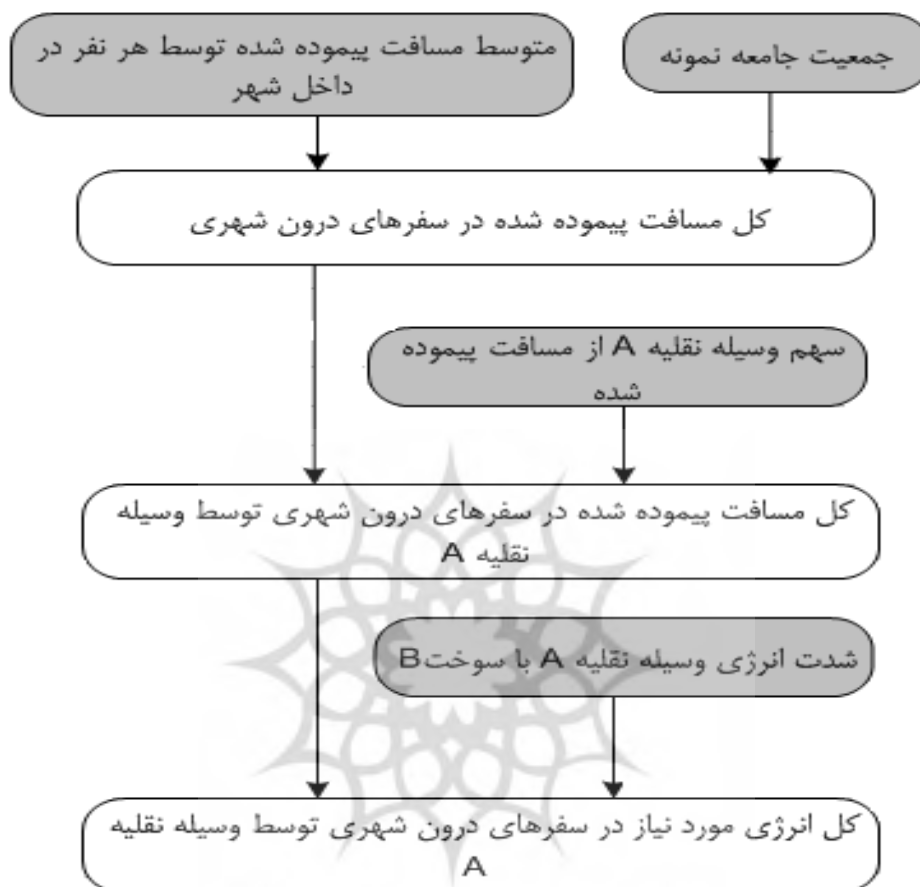 جمعیت جامعه نمونه
متوسط مسافت پیموده شده توسط هر نفر در
داخل شهر
کل مسافت پیموده شده در سفرهای درون شهری
سهم وسیله نقلیه A از مسافت پیموده
شده
کل مسافت پیموده شده در سفرهای درون شهری توسط وسیله
نقلیه A
شدت انرژی وسیله نقلیه A با سوختB
کل انرژی مورد نیاز در سفرهای درون شهری توسط وسیله نقلیه
A